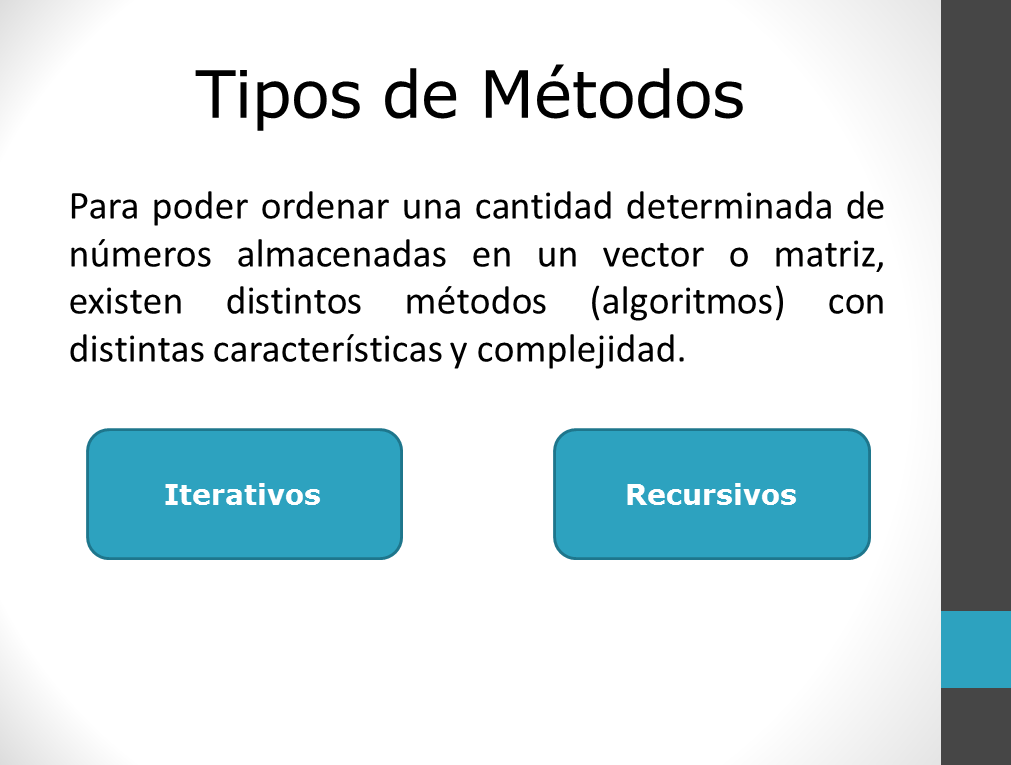 Tipos de Métodos
Para poder ordenar una cantidad determinada de
números almacenadas en un vector o matriz,
existen distintos métodos (algoritmos) con
distintas características y complejidad.
Iterativos
Recursivos